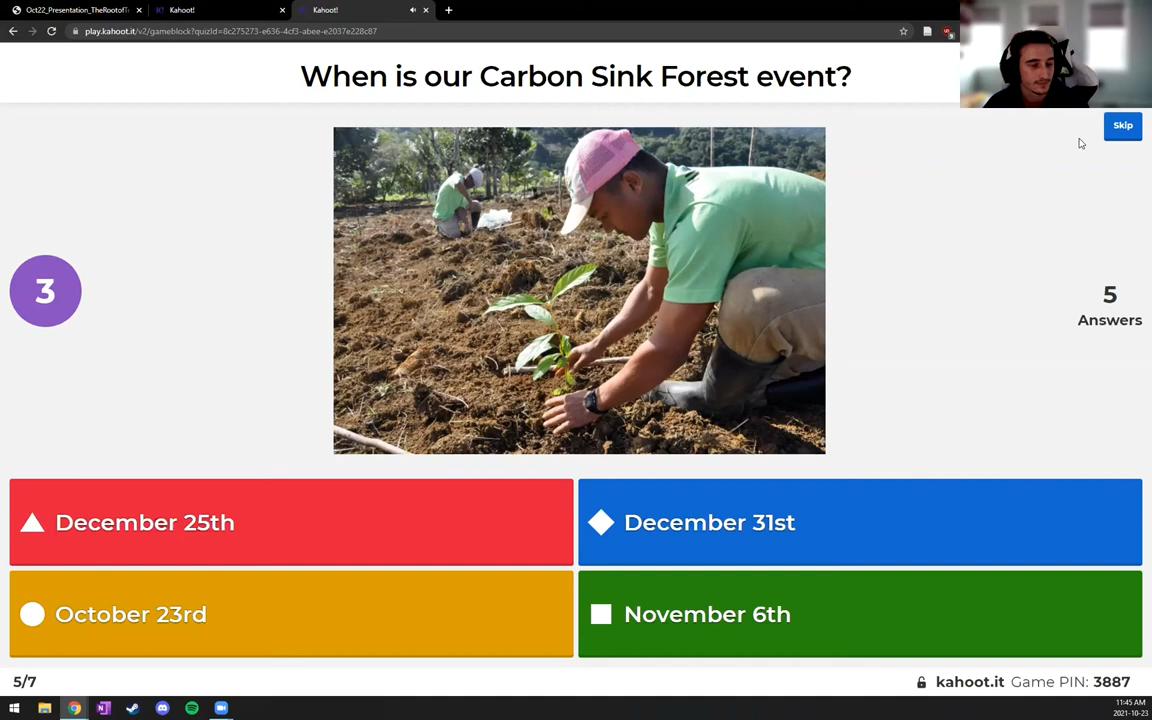 Oct22_Presentation_TheRootofT
Kahoot!
Kahoot!
play.kahoot.it/v2/gameblock?quizId=8c275273-e636-4cf3-abee-e2037e228c87
When is our Carbon Sink Forest event?
Skip
3
5
Answers
December 25th
December 31st
October 23rd
November 6th
5/7
kahoot.it Game PIN: 3887
11:45 AM
2021-10-23